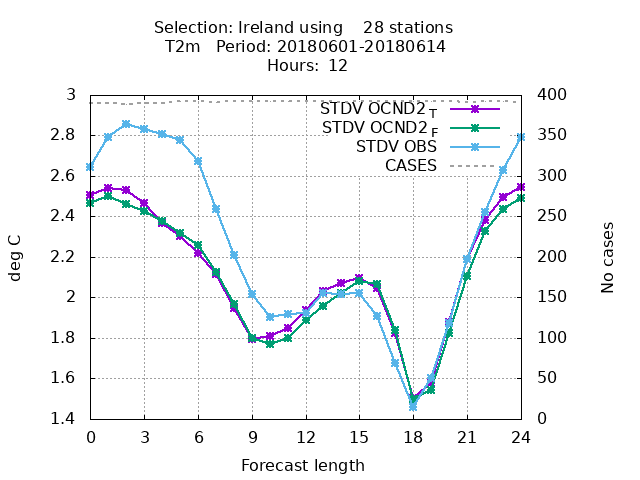 Selection: Ireland using    28 stations
T2m   Period: 20180601-20180614
Hours: 12
3 400
STDV OCND2 T
2.8 350
STDV OCND2 F
STDV OBS
CASES
2.6 300
2.4 250
2.2 200
deg C
No cases
2 150
1.8 100
1.6 50
1.4 0
0 3 6 9 12 15 18 21 24
Forecast length